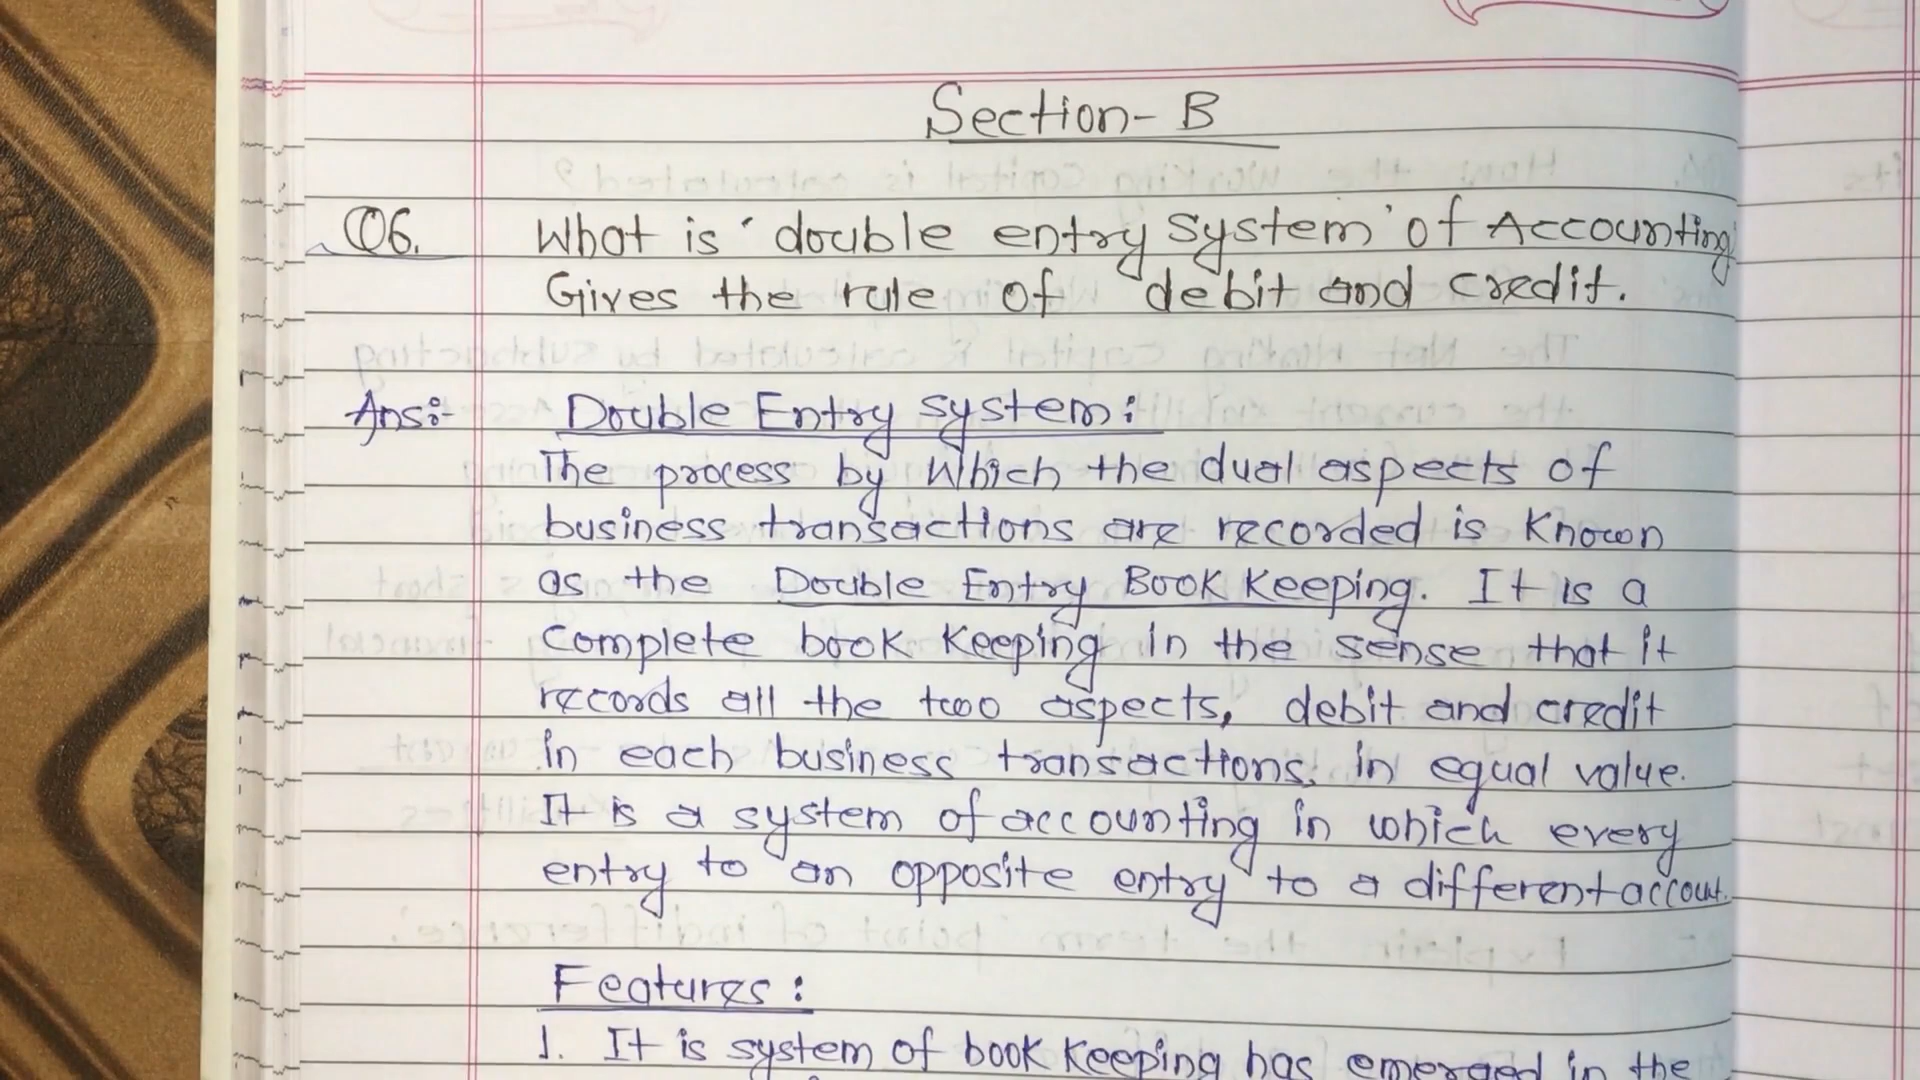 Section- B
Q6. What is 'double entry system' of Accounting
Gives the rule of debit and credit.
Ans:- Double Entry system:
The process by which the dual aspects of
business transactions are recorded is known
as the Double Entry Book keeping. It is a
complete book keeping in the sense that it
records all the two aspects, debit and credit
in each business transactions. in equal value.
It is a system of accounting in which every
entry to an opposite entry to a different account.
Features:
1. It is system of book keeping has emerged in the